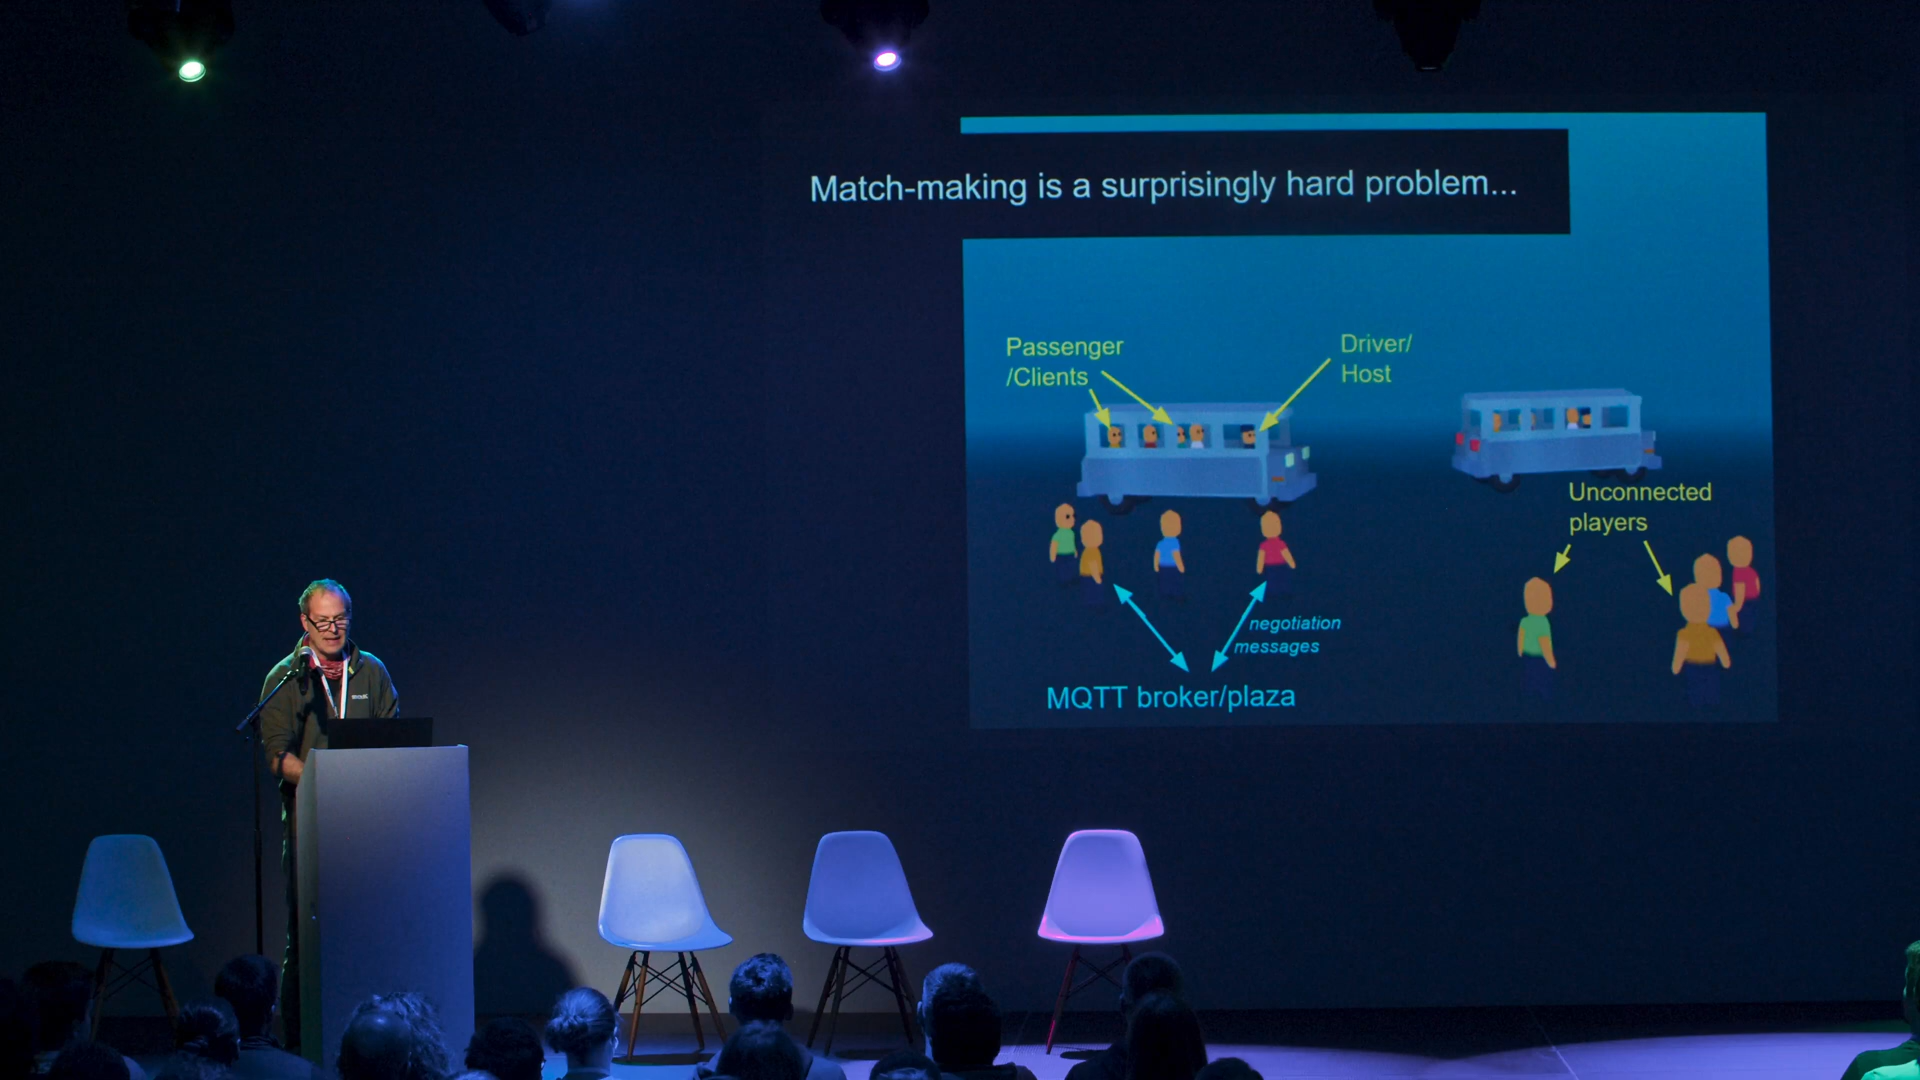 Match-making is a surprisingly hard problem...
Passenger
/Clients
Driver/
Host
Unconnected
players
negotiation
messages
MQTT broker/plaza